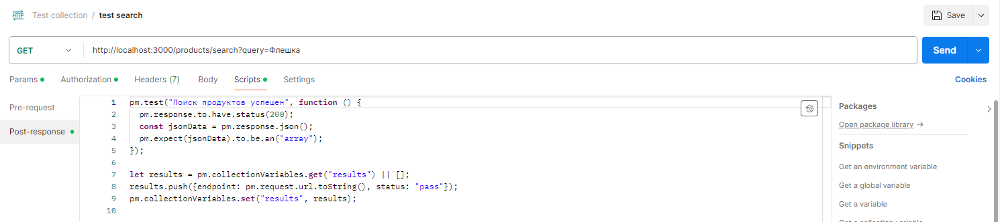 HTTP Test collection / test search
Save
GET http://localhost:3000/products/search?query=Флешка
Send
Params Authorization Headers (7) Body Scripts Settings
Cookies
Pre-request
Post-response
1 pm.test("Поиск продуктов успешен", function () {
2 pm.response.to.have.status(200);
3 const jsonData = pm.response.json();
4 pm.expect(jsonData).to.be.an("array");
5 });
6
7 let results = pm.collectionVariables.get("results") || [];
8 results.push({endpoint: pm.request.url.toString(), status: "pass"});
9 pm.collectionVariables.set("results", results);
10
Packages
Open package library →
Snippets
Get an environment variable
Get a global variable
Get a variable
Get a collection variable